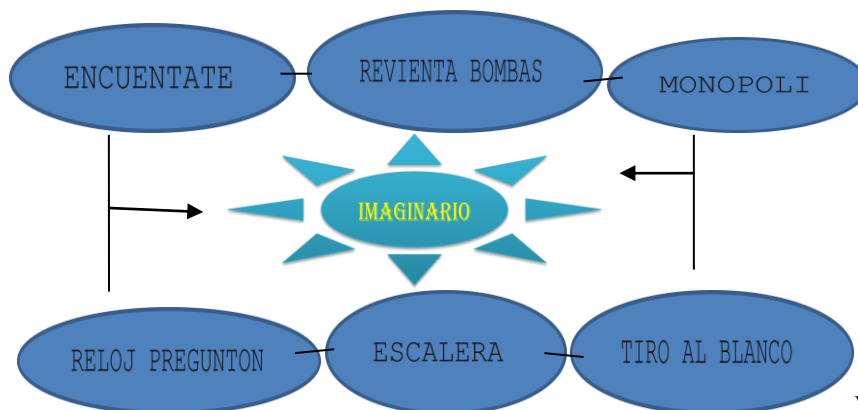 ENCUENTATE
REVIENTA BOMBAS
MONOPOLI
IMAGINARIO
RELOJ PREGUNTON
ESCALERA
TIRO AL BLANCO